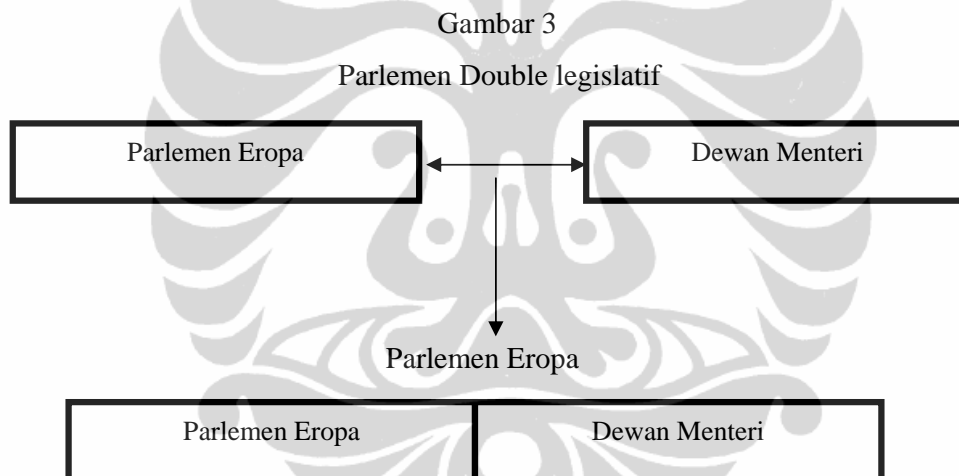 Gambar 3
Parlemen Double legislatif
Parlemen Eropa Dewan Menteri
Parlemen Eropa
Parlemen Eropa Dewan Menteri